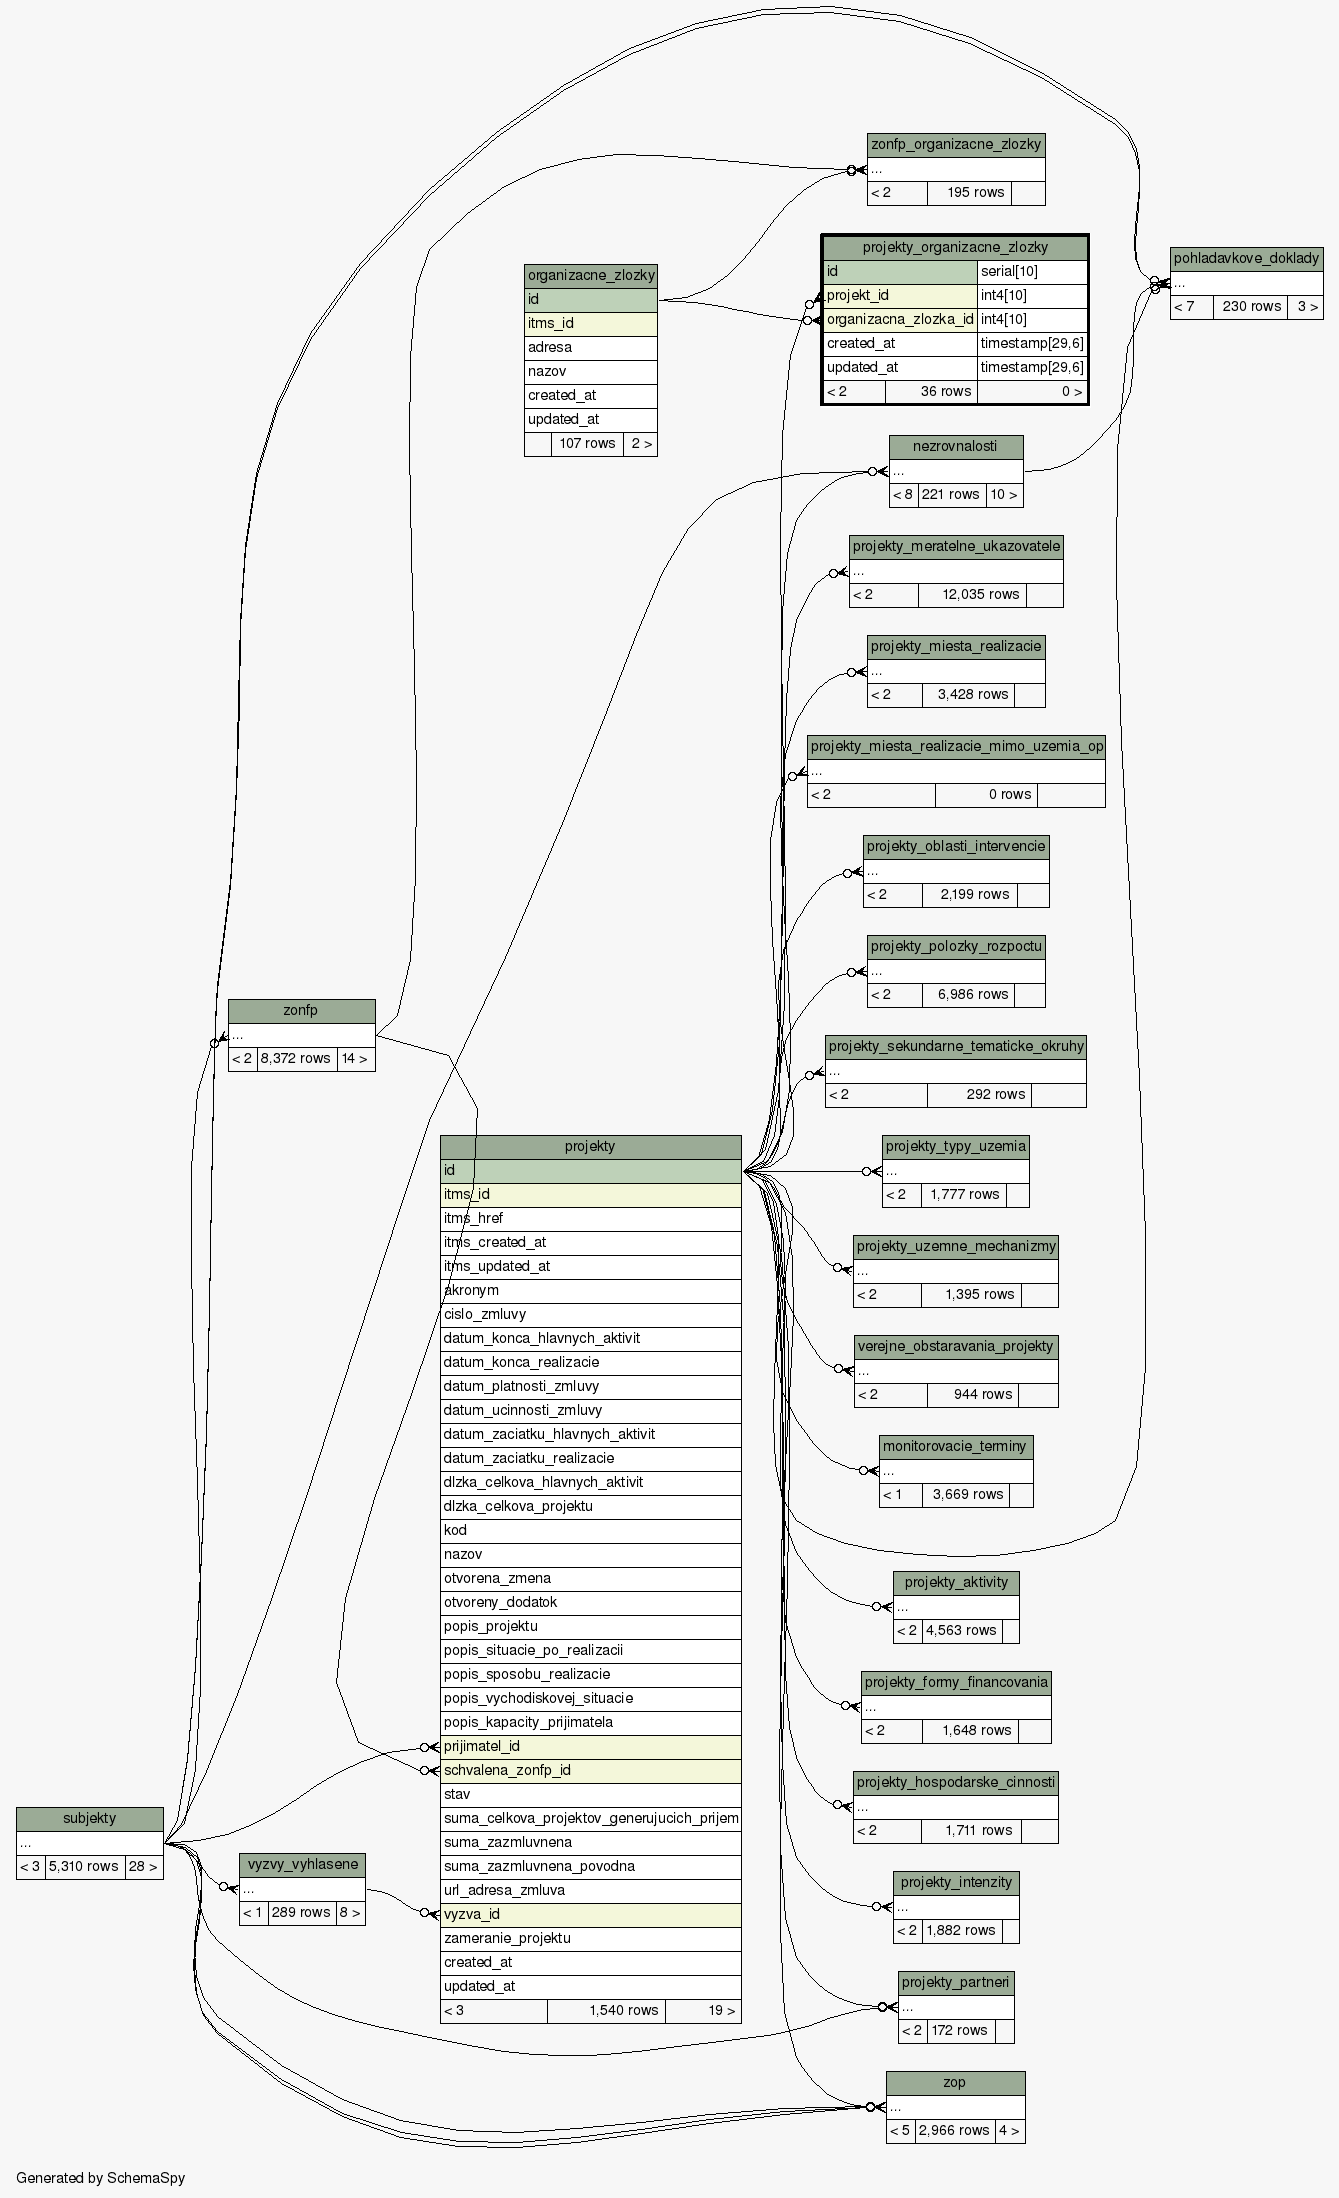 zonfp_organizacne_zlozky
...
< 2 195 rows
projekty_organizacne_zlozky
id serial[10]
projekt_id int4[10]
organizacna_zlozka_id int4[10]
created_at timestamp[29,6]
updated_at timestamp[29,6]
< 2 36 rows 0 >
pohladavkove_doklady
...
< 7 230 rows 3 >
organizacne_zlozky
id
itms_id
adresa
nazov
created_at
updated_at
107 rows 2 >
nezrovnalosti
...
< 8 221 rows 10 >
projekty_meratelne_ukazovatele
...
< 2 12,035 rows
projekty_miesta_realizacie
...
< 2 3,428 rows
projekty_miesta_realizacie_mimo_uzemia_op
...
< 2 0 rows
projekty_oblasti_intervencie
...
< 2 2,199 rows
projekty_polozky_rozpoctu
...
< 2 6,986 rows
zonfp
...
< 2 8,372 rows 14 >
projekty_sekundarne_tematicke_okruhy
...
< 2 292 rows
projekty_typy_uzemia
...
< 2 1,777 rows
projekty_uzemne_mechanizmy
...
< 2 1,395 rows
verejne_obstaravania_projekty
...
< 2 944 rows
monitorovacie_terminy
...
< 1 3,669 rows
projekty_aktivity
...
< 2 4,563 rows
projekty_formy_financovania
...
< 2 1,648 rows
projekty_hospodarske_cinnosti
...
< 2 1,711 rows
projekty_intenzity
...
< 2 1,882 rows
projekty_partneri
...
< 2 172 rows
zop
...
< 5 2,966 rows 4 >
projekty
id
itms_id
itms_href
itms_created_at
itms_updated_at
akronym
cislo_zmluvy
datum_konca_hlavnych_aktivit
datum_konca_realizacie
datum_platnosti_zmluvy
datum_ucinnosti_zmluvy
datum_zaciatku_hlavnych_aktivit
datum_zaciatku_realizacie
dlzka_celkova_hlavnych_aktivit
dlzka_celkova_projektu
kod
nazov
otvorena_zmena
otvoreny_dodatok
popis_projektu
popis_situacie_po_realizacii
popis_sposobu_realizacie
popis_vychodiskovej_situacie
popis_kapacity_prijimatela
prijimatel_id
schvalena_zonfp_id
stav
suma_celkova_projektov_generujucich_prijem
suma_zazmluvnena
suma_zazmluvnena_povodna
url_adresa_zmluva
vyzva_id
zameranie_projektu
created_at
updated_at
< 3 1,540 rows 19 >
subjekty
...
< 3 5,310 rows 28 >
vyzvy_vyhlasene
...
< 1 289 rows 8 >
Generated by SchemaSpy